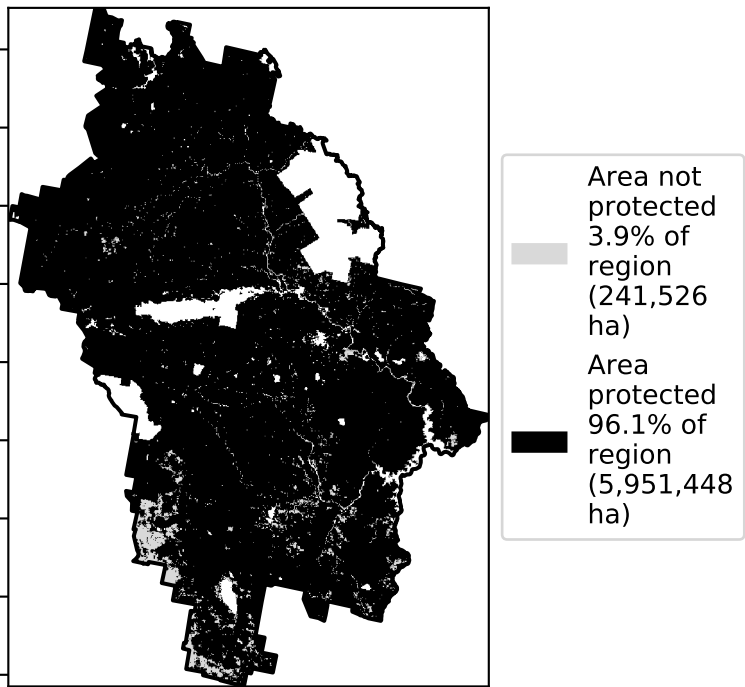 Area not
protected
3.9% of
region
(241,526
ha)
Area
protected
96.1% of
region
(5,951,448
ha)